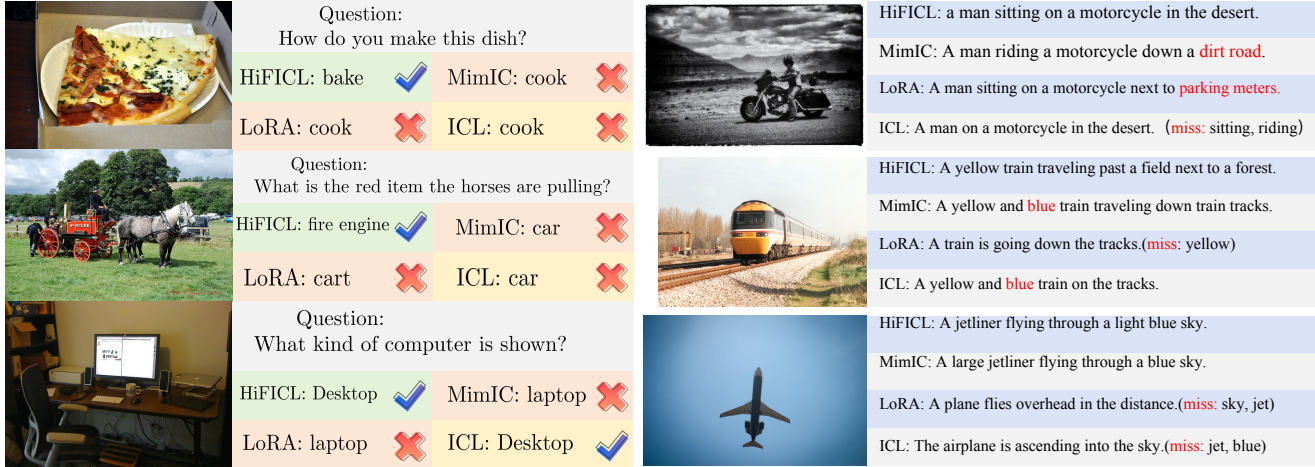 Question:
How do you make this dish?
HiFICL: bake
MimIC: cook
LoRA: cook
ICL: cook
Question:
What is the red item the horses are pulling?
HiFICL: fire engine
MimIC: car
LoRA: cart
ICL: car
Question:
What kind of computer is shown?
HiFICL: Desktop
MimIC: laptop
LoRA: laptop
ICL: Desktop
HiFICL: a man sitting on a motorcycle in the desert.
MimIC: A man riding a motorcycle down a dirt road.
LoRA: A man sitting on a motorcycle next to parking meters.
ICL: A man on a motorcycle in the desert. (miss: sitting, riding)
HiFICL: A yellow train traveling past a field next to a forest.
MimIC: A yellow and blue train traveling down train tracks.
LoRA: A train is going down the tracks.(miss: yellow)
ICL: A yellow and blue train on the tracks.
HiFICL: A jetliner flying through a light blue sky.
MimIC: A large jetliner flying through a blue sky.
LoRA: A plane flies overhead in the distance.(miss: sky, jet)
ICL: The airplane is ascending into the sky.(miss: jet, blue)